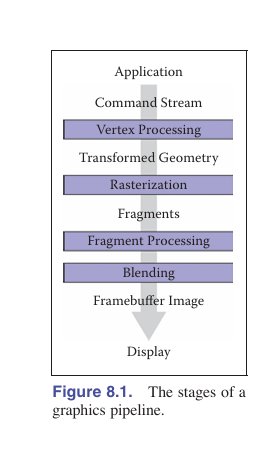 Application
Command Stream
Vertex Processing
Transformed Geometry
Rasterization
Fragments
Fragment Processing
Blending
Framebuffer Image
Display
Figure 8.1. The stages of a
graphics pipeline.